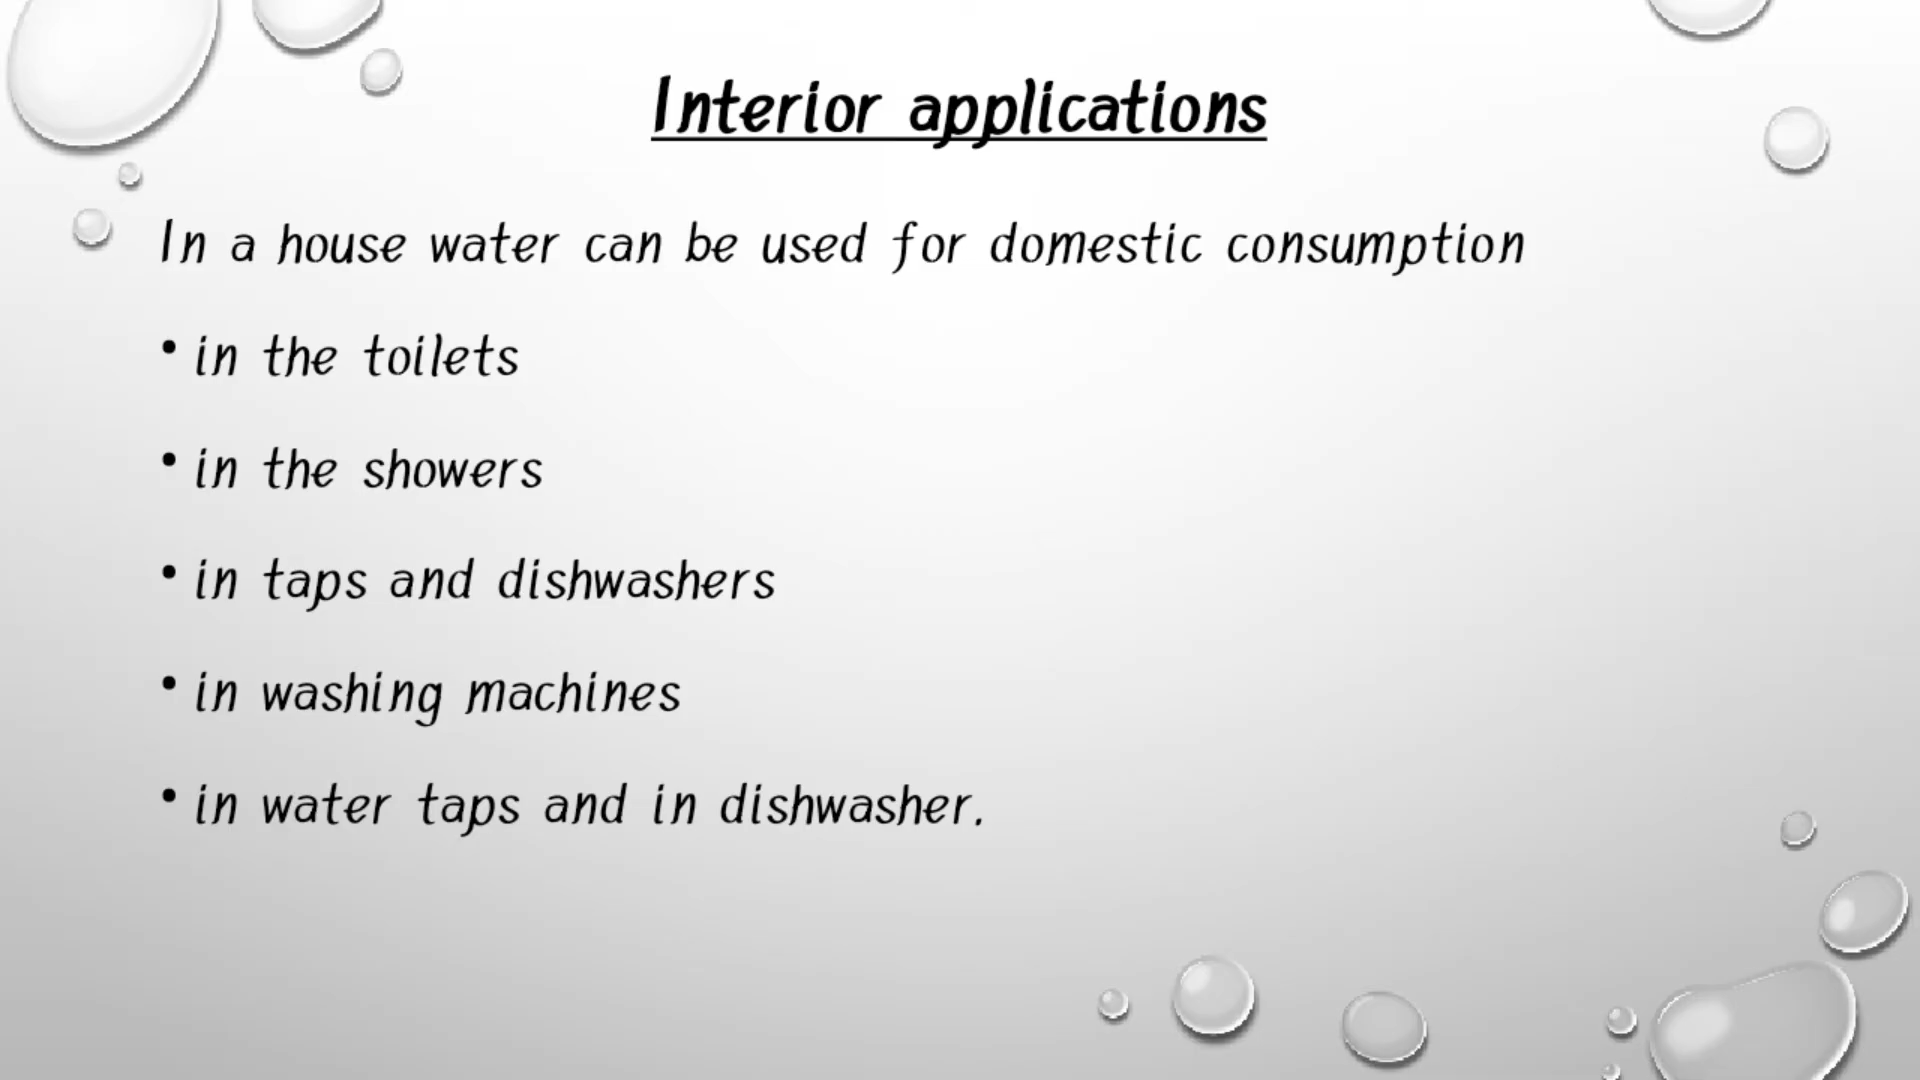 Interior applications
In a house water can be used for domestic consumption
• in the toilets
• in the showers
• in taps and dishwashers
• in washing machines
• in water taps and in dishwasher.